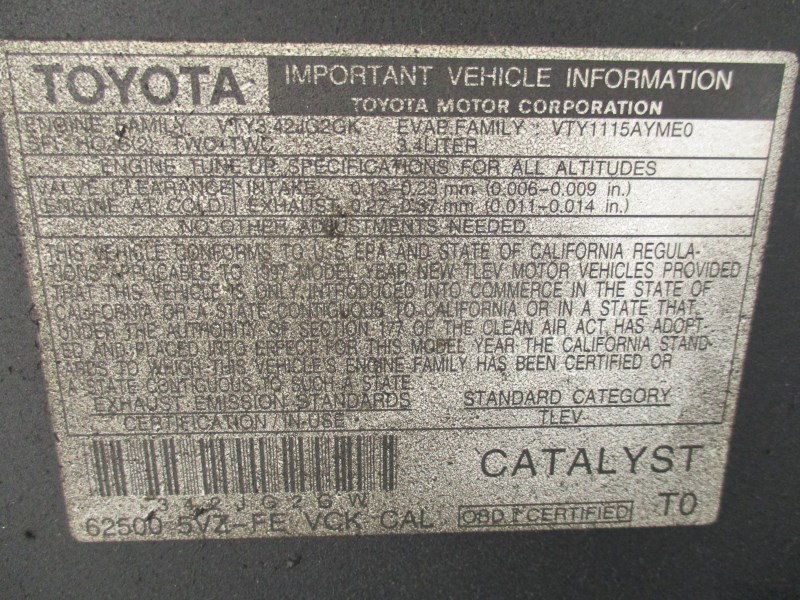 TOYOTA IMPORTANT VEHICLE INFORMATION
TOYOTA MOTOR CORPORATION
ENGINE FAMILY : VTY3.42JG2GK EVAP.FAMILY : VTY1115AYME0
SFI, HO2S(2), TWC+TWC 3.4LITER
ENGINE TUNE-UP SPECIFICATIONS FOR ALL ALTITUDES
VALVE CLEARANCE INTAKE 0.13-0.23 mm (0.006-0.009 in.)
(ENGINE AT COLD) EXHAUST 0.27-0.37 mm (0.011-0.014 in.)
NO OTHER ADJUSTMENTS NEEDED.
THIS VEHICLE CONFORMS TO U.S. EPA AND STATE OF CALIFORNIA REGULA-
TIONS APPLICABLE TO 1997 MODEL YEAR NEW TLEV MOTOR VEHICLES PROVIDED
THAT THIS VEHICLE IS ONLY INTRODUCED INTO COMMERCE IN THE STATE OF
CALIFORNIA OR A STATE CONTIGUOUS TO CALIFORNIA OR IN A STATE THAT,
UNDER THE AUTHORITY OF SECTION 177 OF THE CLEAN AIR ACT, HAS ADOPT-
ED AND PLACED INTO EFFECT FOR THIS MODEL YEAR THE CALIFORNIA STAND-
ARDS TO WHICH THIS VEHICLE'S ENGINE FAMILY HAS BEEN CERTIFIED OR
A STATE CONTIGUOUS TO SUCH A STATE.
EXHAUST EMISSION STANDARDS STANDARD CATEGORY
CERTIFICATION / IN-USE TLEV
CATALYST
342JG2GW
62500 5VZ-FE VCK CAL OBD CERTIFIED TO